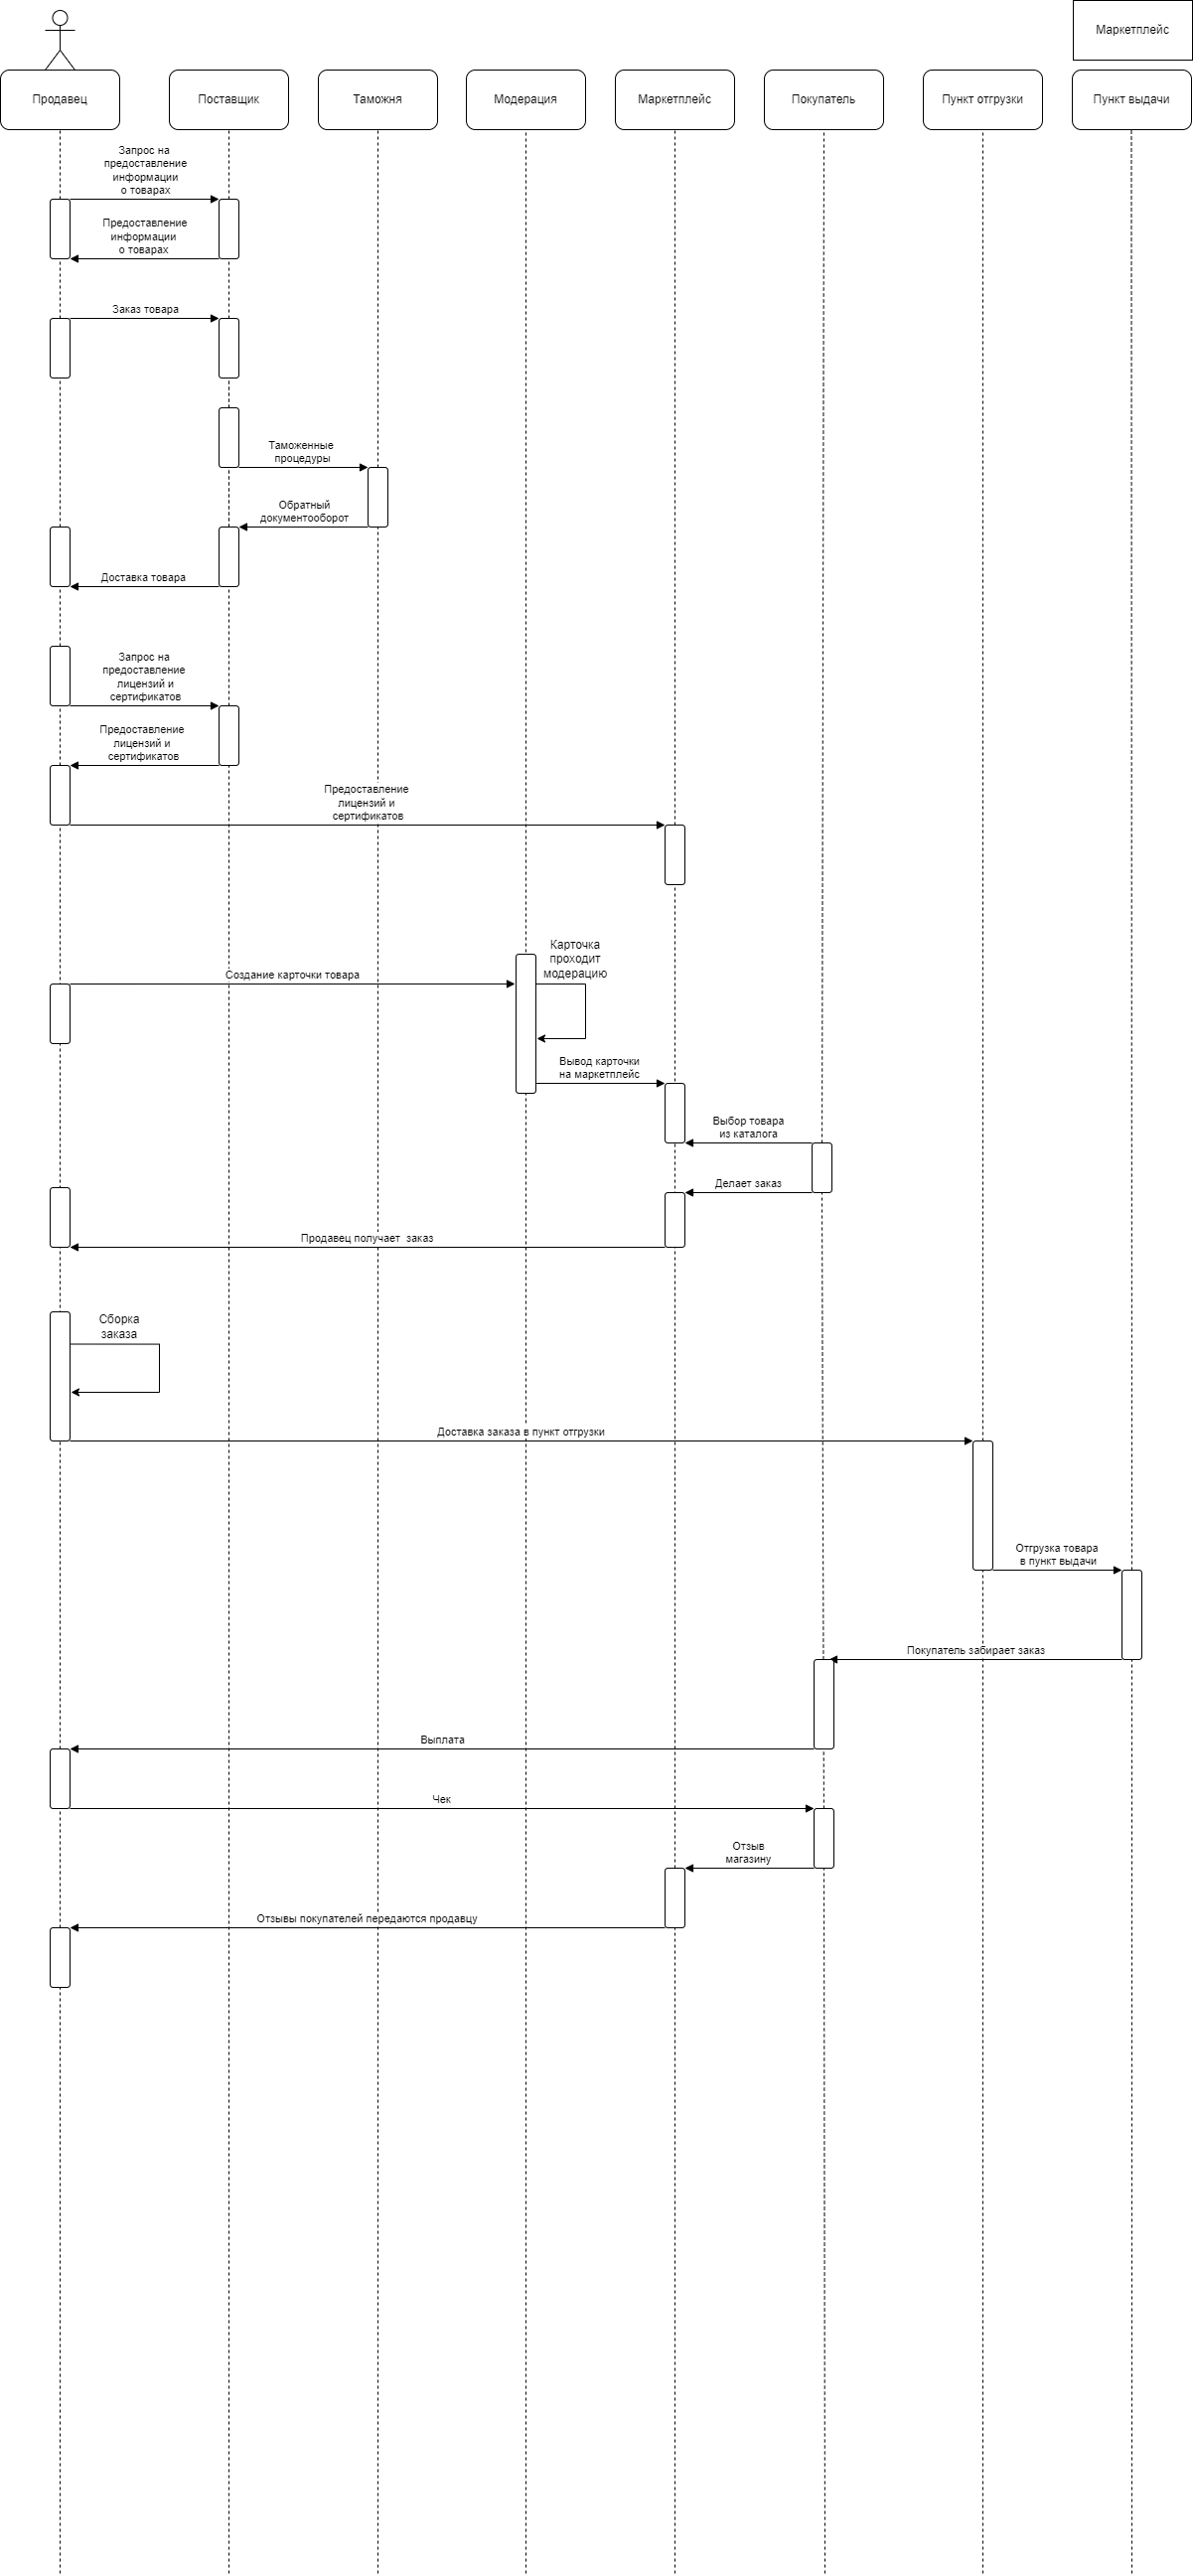 Маркетплейс
Продавец
Поставщик
Таможня
Модерация
Маркетплейс
Покупатель
Пункт отгрузки
Пункт выдачи
Запрос на
предоставление
информации
о товарах
Предоставление
информации
о товарах
Заказ товара
Таможенные
процедуры
Обратный
документооборот
Доставка товара
Запрос на
предоставление
лицензий и
сертификатов
Предоставление
лицензий и
сертификатов
Предоставление
лицензий и
сертификатов
Карточка
проходит
модерацию
Создание карточки товара
Вывод карточки
на маркетплейс
Выбор товара
из каталога
Делает заказ
Продавец получает заказ
Сборка
заказа
Доставка заказа в пункт отгрузки
Отгрузка товара
в пункт выдачи
Покупатель забирает заказ
Выплата
Чек
Отзыв
магазину
Отзывы покупателей передаются продавцу